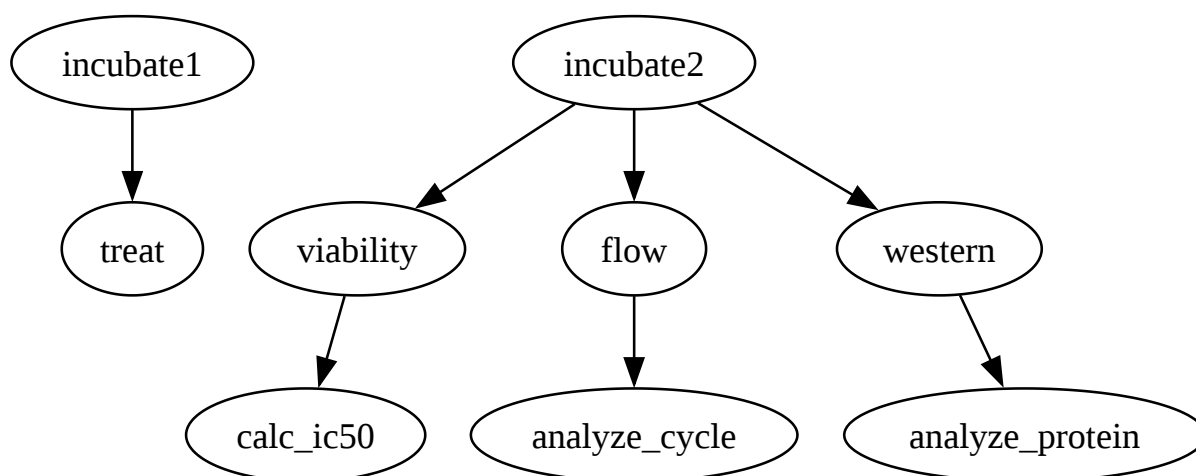 incubate1
incubate2
treat
viability
flow
western
calc_ic50
analyze_cycle
analyze_protein